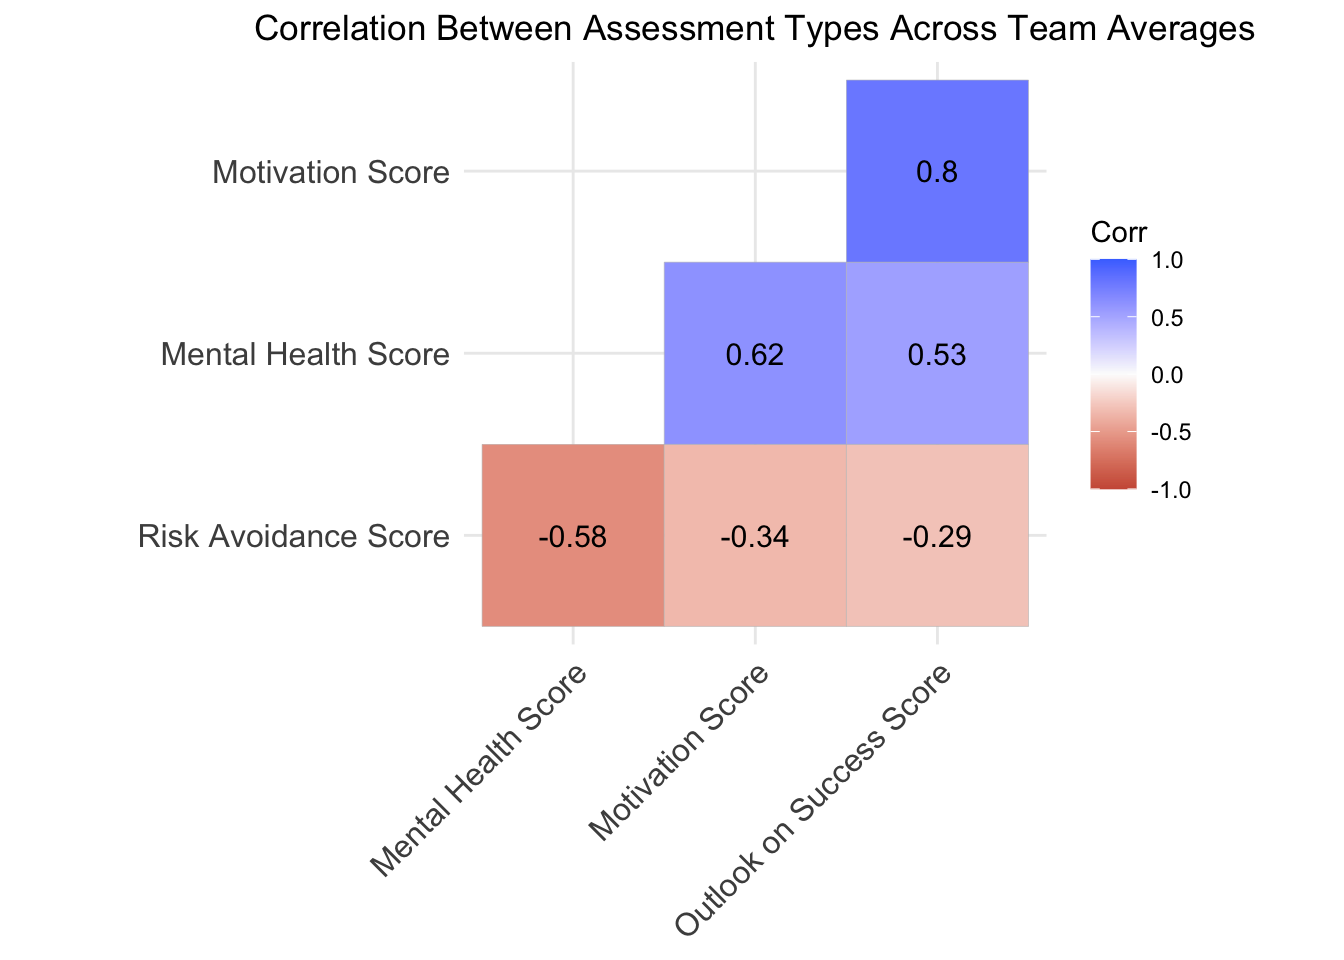 Correlation Between Assessment Types Across Team Averages
Motivation Score
0.8
Mental Health Score
0.62
0.53
Risk Avoidance Score
-0.58
-0.34
-0.29
Mental Health Score
Motivation Score
Outlook on Success Score
Corr
1.0
0.5
0.0
-0.5
-1.0